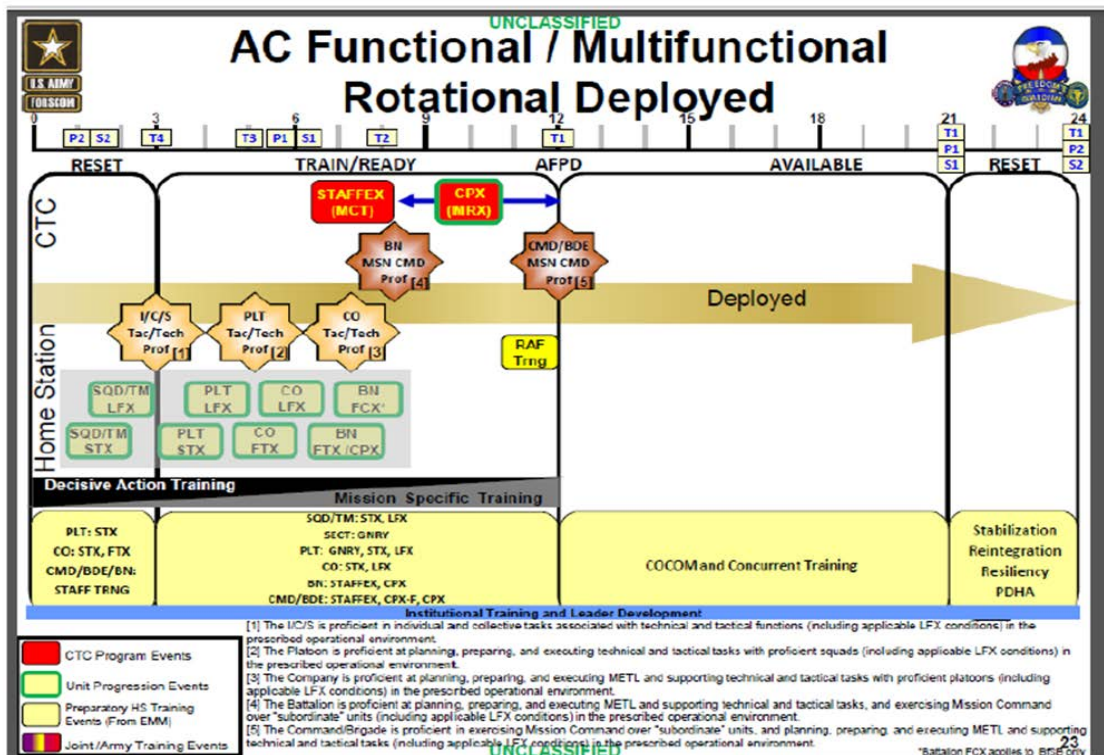 UNCLASSIFIED
AC Functional / Multifunctional
Rotational Deployed
U.S. ARMY
FORSCOM
0 3 9 12 15 18 21 24
P2 S2 T4 T3 P1 S1 T2 T1 T1 T1
P1 P2
S1 S2
RESET TRAIN/READY AFPD AVAILABLE RESET
CTC
STAFFEX
(MCT)
CPX
(MRX)
BN
MSN CMD
Prof [4]
CMD/BDE
MSN CMD
Prof [5]
Deployed
Home Station
I/C/S
Tac/Tech
Prof [1]
PLT
Tac/Tech
Prof [2]
CO
Tac/Tech
Prof [3]
RAF
Trng
SQD/TM
LFX
PLT
LFX
CO
LFX
BN
FCX*
SQD/TM
STX
PLT
STX
CO
FTX
BN
FTX/CPX
Decisive Action Training
Mission Specific Training
PLT: STX
CO: STX, FTX
CMD/BDE/BN:
STAFF TRNG
SQD/TM: STX, LFX
SECT: GNRY
PLT: GNRY, STX, LFX
CO: STX, LFX
BN: STAFFEX, CPX
CMD/BDE: STAFFEX, CPX-F, CPX
COCOM and Concurrent Training
Stabilization
Reintegration
Resiliency
PDHA
Institutional Training and Leader Development
CTC Program Events
Unit Progression Events
Preparatory HS Training
Events (From EMM)
Joint/Army Training Events
[1] The I/C/S is proficient in individual and collective tasks associated with technical and tactical functions (including applicable LFX conditions) in the
prescribed operational environment.
[2] The Platoon is proficient at planning, preparing, and executing technical and tactical tasks with proficient squads (including applicable LFX conditions) in
the prescribed operational environment.
[3] The Company is proficient at planning, preparing, and executing METL and supporting technical and tactical tasks with proficient platoons (including
applicable LFX conditions) in the prescribed operational environment.
[4] The Battalion is proficient at planning, preparing, and executing METL and supporting technical and tactical tasks, and exercising Mission Command
over "subordinate" units (including applicable LFX conditions) in the prescribed operational environment.
[5] The Command/Brigade is proficient in exercising Mission Command over "subordinate" units, and planning, preparing, and executing METL and supporting
technical and tactical tasks (including applicable LFX conditions) in the prescribed operational environment.
UNCLASSIFIED
23
*Battalion FCX applies to BfSB only